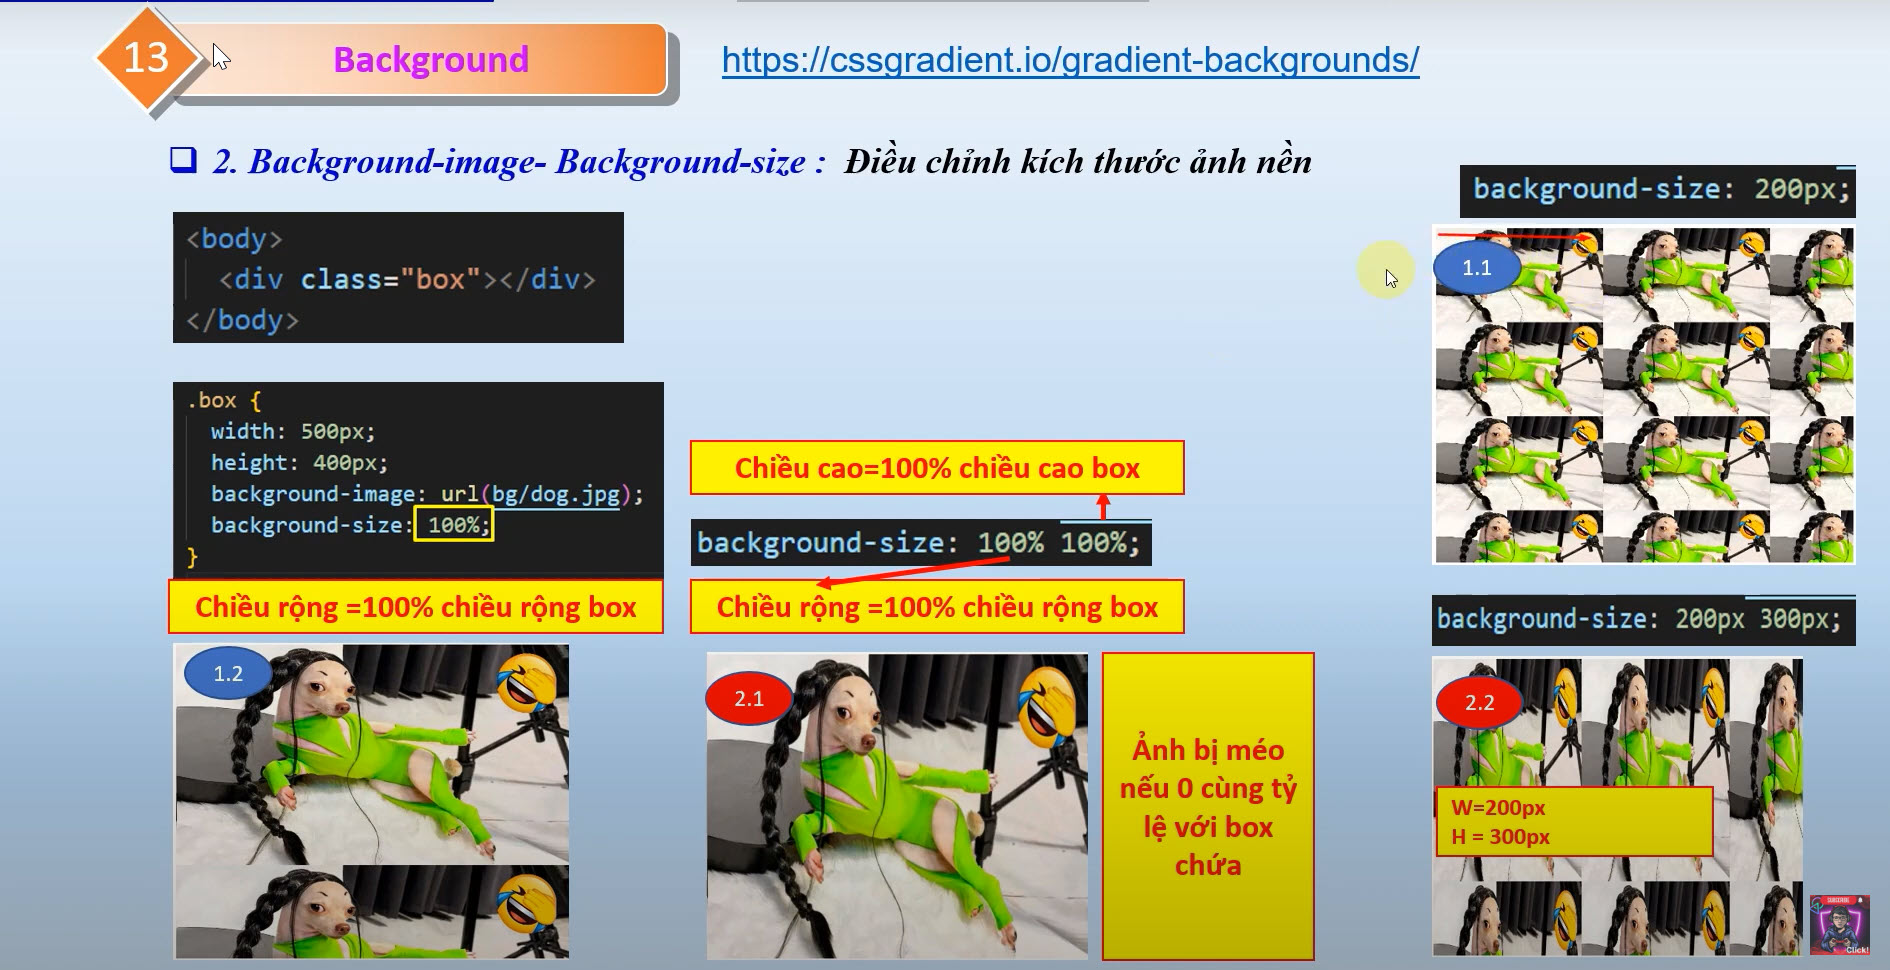 13
Background
https://cssgradient.io/gradient-backgrounds/
❑ 2. Background-image- Background-size : Điều chỉnh kích thước ảnh nền
<body>
<div class="box"></div>
</body>
.box {
width: 500px;
height: 400px;
background-image: url(bg/dog.jpg);
background-size: 100%;
}
Chiều rộng =100% chiều rộng box
1.2
Chiều cao=100% chiều cao box
background-size: 100% 100%;
Chiều rộng =100% chiều rộng box
2.1
Ảnh bị méo
nếu 0 cùng tỷ
lệ với box
chứa
background-size: 200px;
1.1
background-size: 200px 300px;
2.2
W=200px
H = 300px
SUBSCRIBE
Click!